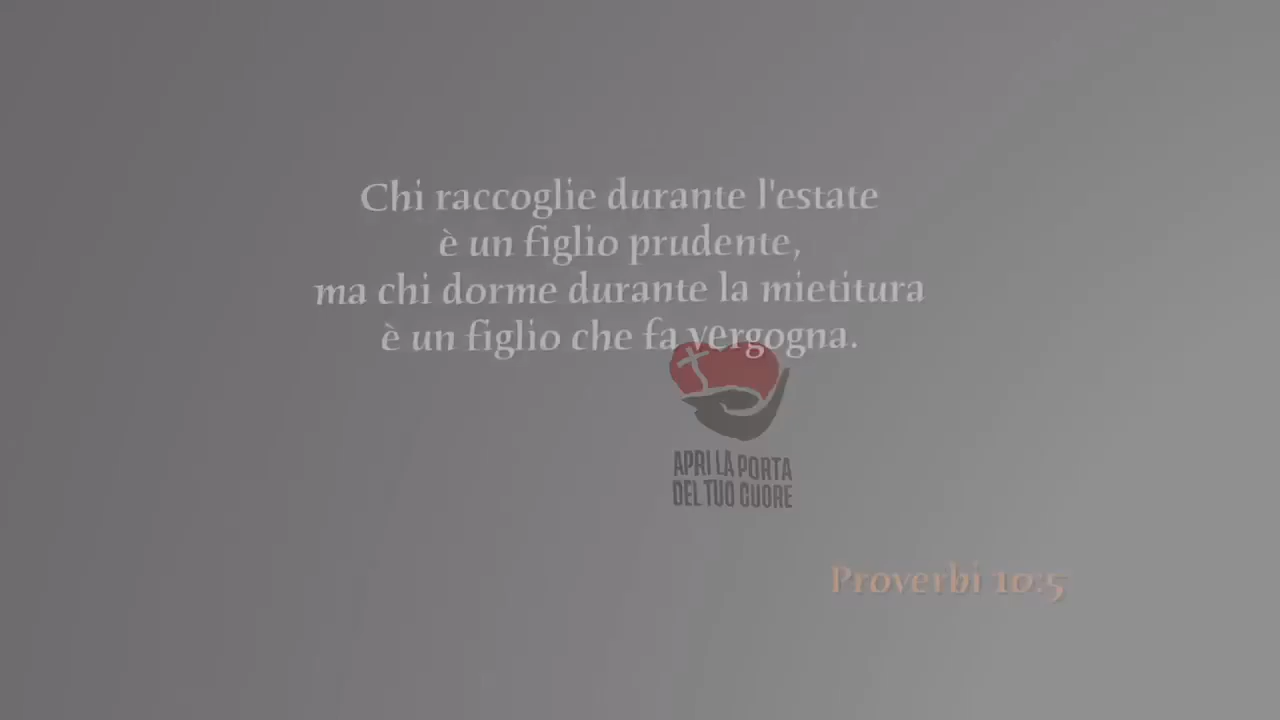 Chi raccoglie durante l'estate
è un figlio prudente,
ma chi dorme durante la mietitura
è un figlio che fa vergogna.
APRI LA PORTA
DEL TUO CUORE
Proverbi 10:5